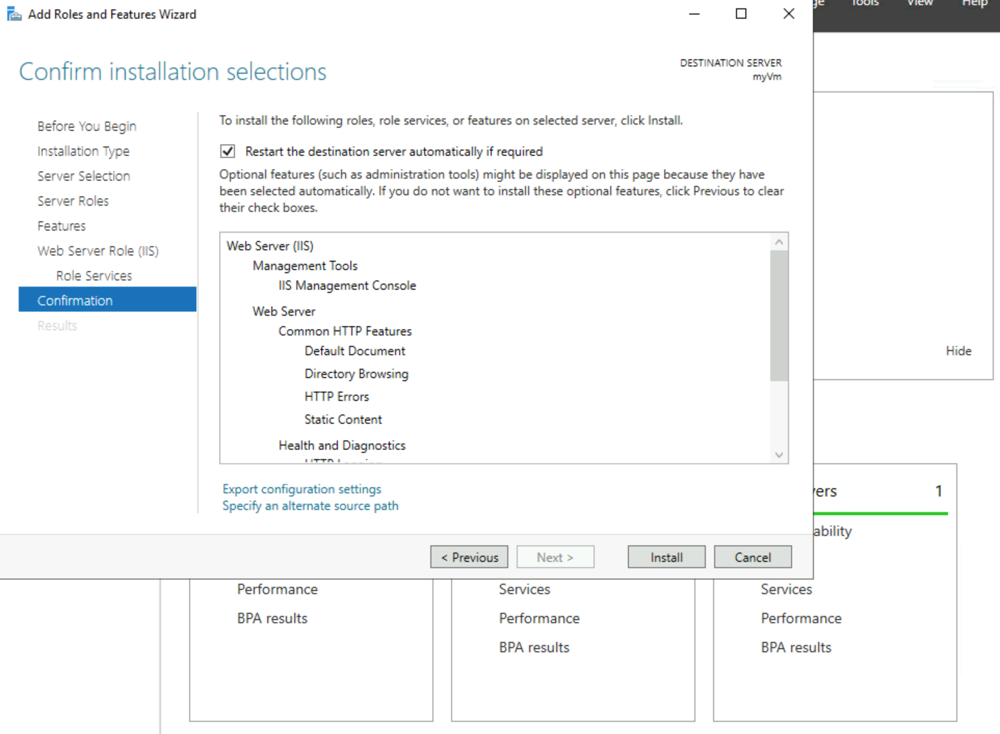 Add Roles and Features Wizard
Tools
View
Help
Confirm installation selections
DESTINATION SERVER
myVm
Before You Begin
Installation Type
Server Selection
Server Roles
Features
Web Server Role (IIS)
Role Services
Confirmation
Results
To install the following roles, role services, or features on selected server, click Install.
Restart the destination server automatically if required
Optional features (such as administration tools) might be displayed on this page because they have
been selected automatically. If you do not want to install these optional features, click Previous to clear
their check boxes.
Web Server (IIS)
Management Tools
IIS Management Console
Web Server
Common HTTP Features
Default Document
Directory Browsing
HTTP Errors
Static Content
Health and Diagnostics
Export configuration settings
Specify an alternate source path
< Previous
Next >
Install
Cancel
Hide
ers 1
ability
Performance
BPA results
Services
Performance
BPA results
Services
Performance
BPA results